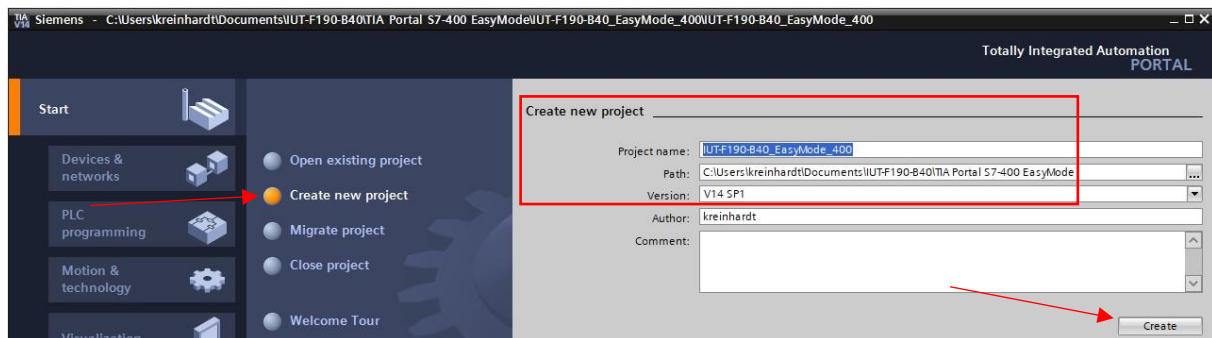 TIA V14 Siemens - C:\Users\kreinhardt\Documents\IUT-F190-B40\TIA Portal S7-400 EasyMode\IUT-F190-B40_EasyMode_400\IUT-F190-B40_EasyMode_400
Totally Integrated Automation
PORTAL
Start
Devices &
networks
PLC
programming
Motion &
technology
Visualization
Open existing project
Create new project
Migrate project
Close project
Welcome Tour
Create new project
Project name: IUT-F190-B40_EasyMode_400
Path: C:\Users\kreinhardt\Documents\IUT-F190-B40\TIA Portal S7-400 EasyMode ...
Version: V14 SP1
Author: kreinhardt
Comment:
Create